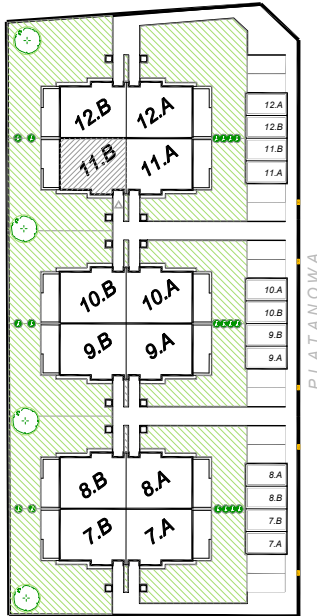 12.B 12.A
11.B 11.A
12.A
12.B
11.B
11.A
10.B 10.A
9.B 9.A
10.A
10.B
9.B
9.A
PLATANOWA
8.B 8.A
7.B 7.A
8.A
8.B
7.B
7.A